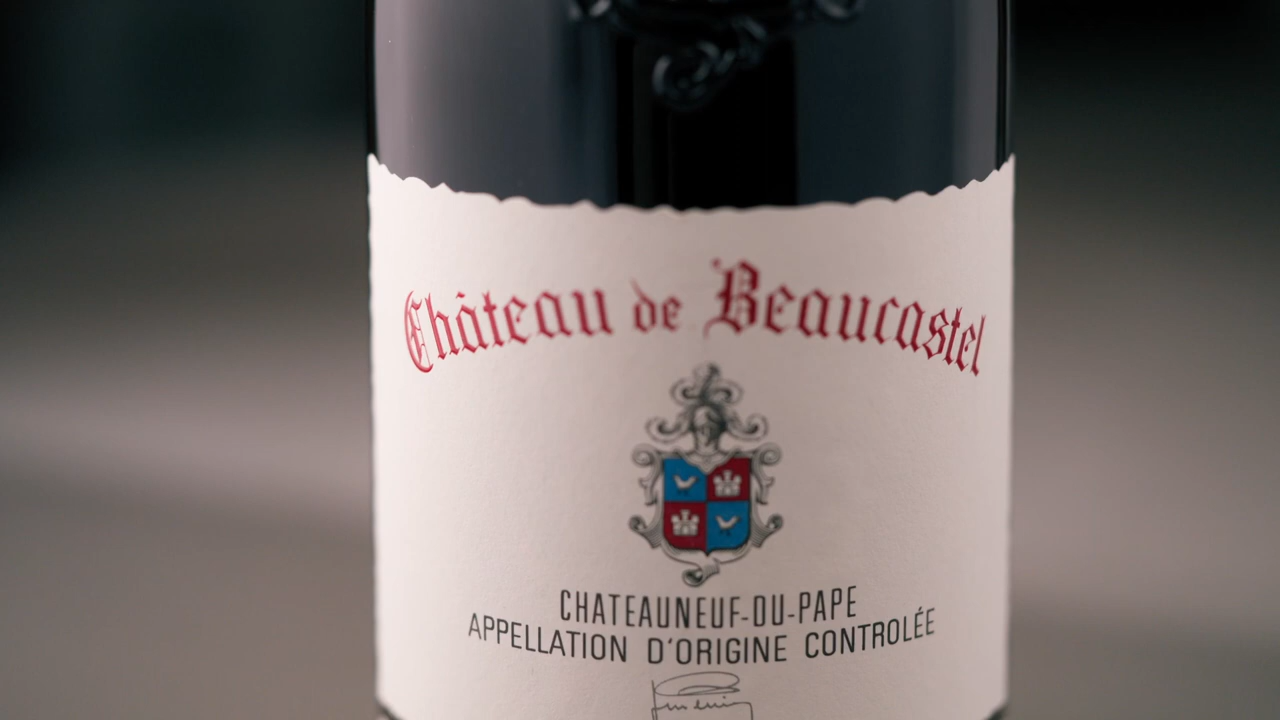 Château de Beaucastel
CHATEAUNEUF-DU-PAPE
APPELLATION D'ORIGINE CONTROLÉE